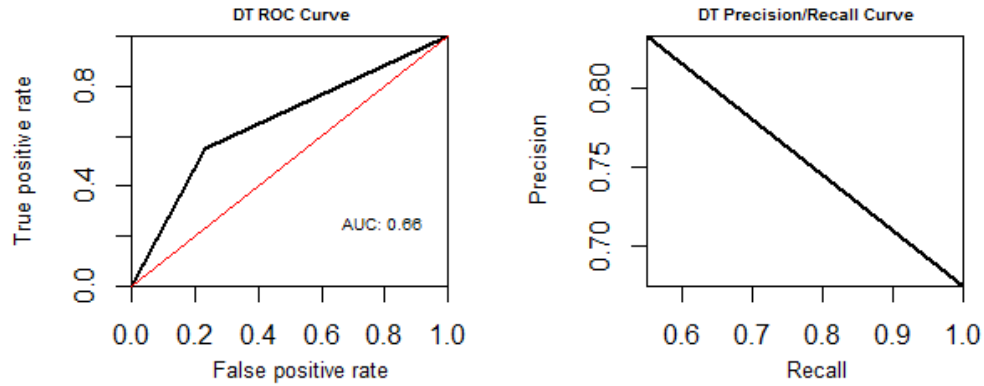 DT ROC Curve
True positive rate
0.0
0.4
0.8
AUC: 0.66
0.0 0.2 0.4 0.6 0.8 1.0
False positive rate
DT Precision/Recall Curve
Precision
0.70
0.75
0.80
0.6 0.7 0.8 0.9 1.0
Recall